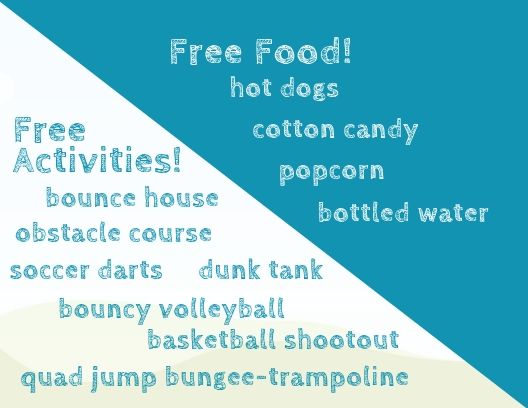 Free Food!
hot dogs
cotton candy
popcorn
bottled water
Free
Activities!
bounce house
obstacle course
soccer darts dunk tank
bouncy volleyball
basketball shootout
quad jump bungee-trampoline